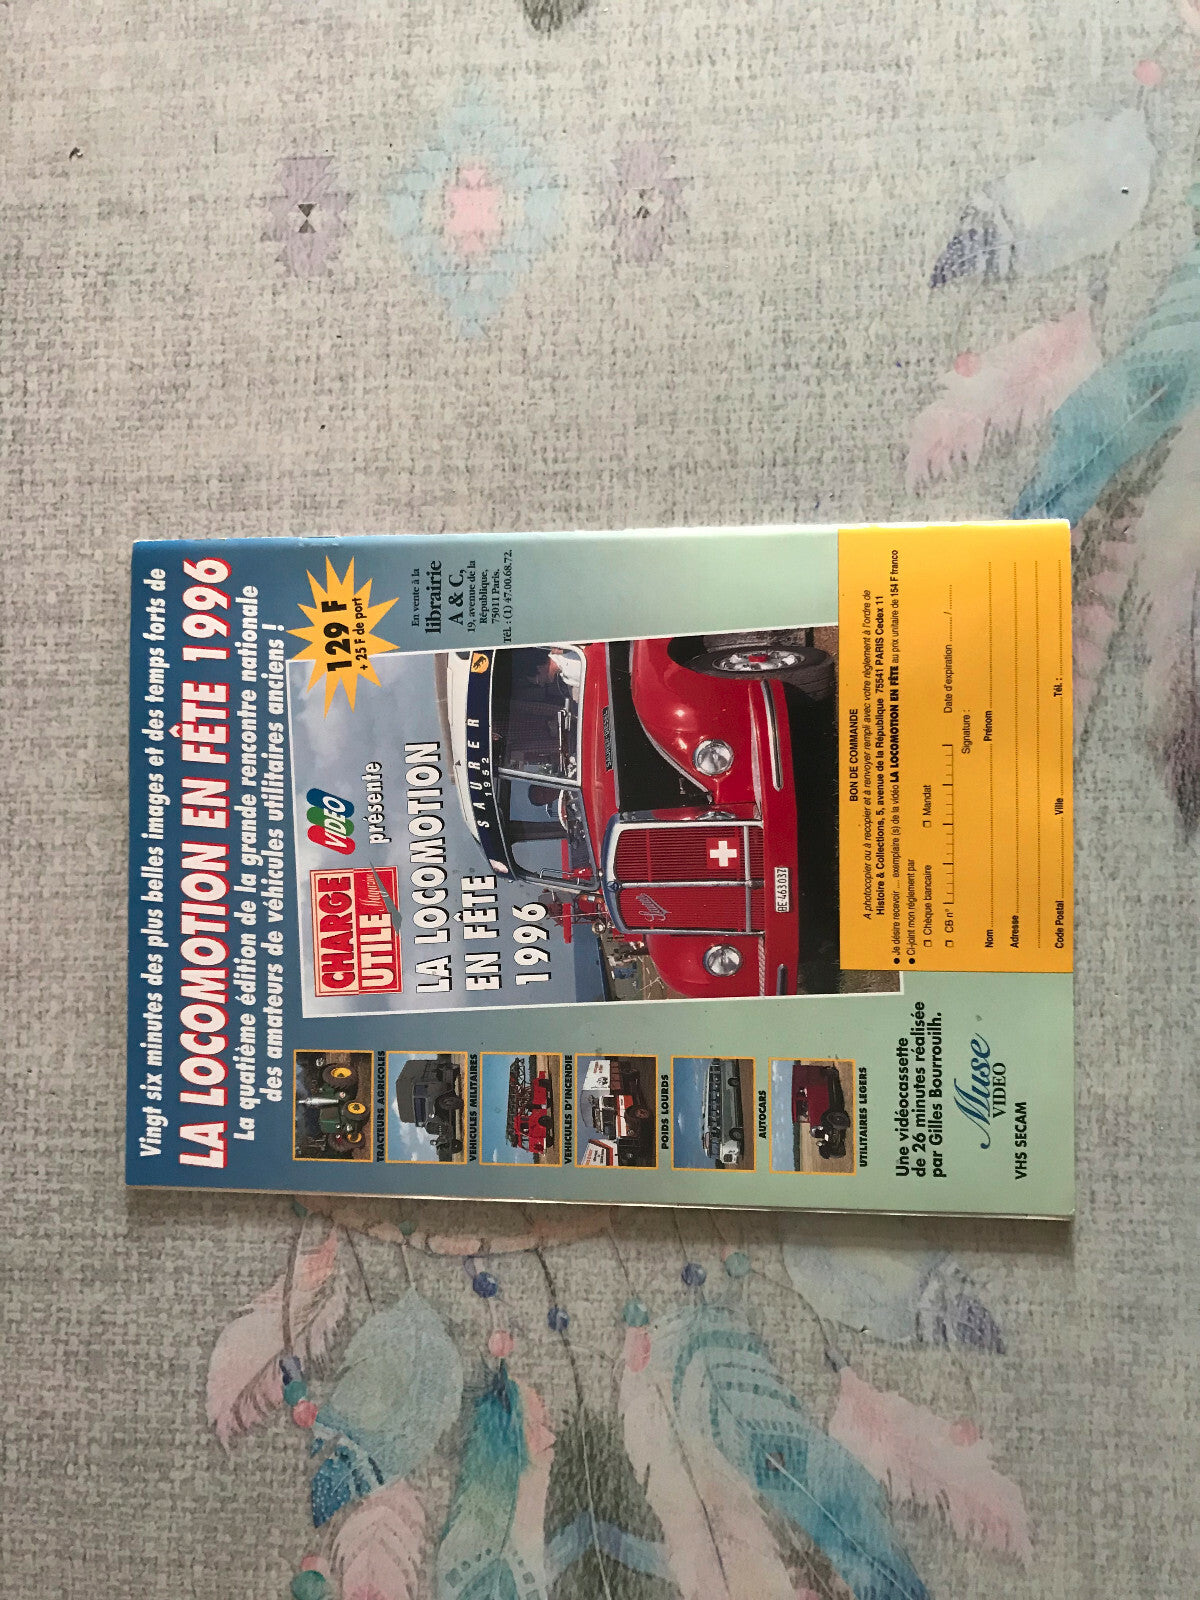 Vingt six minutes des plus belles images et des temps forts de
LA LOCOMOTION EN FÊTE 1996
La quatième édition de la grande rencontre nationale
des amateurs de véhicules utilitaires anciens !
129 F
+ 25 F de port
En vente à la
librairie
A & C,
19, avenue de la
République,
75011 Paris.
Tél. : (1) 47.00.68.72.
CHARGE
UTILE
Magazine
VIDEO
présente
LA LOCOMOTION
EN FÊTE
1996
SAURER
1952
Saurer
BE·463037
TRACTEURS AGRICOLES
VEHICULES MILITAIRES
VEHICULES D'INCENDIE
POIDS LOURDS
AUTOCARS
UTILITAIRES LEGERS
Une vidéocassette
de 26 minutes réalisée
par Gilles Bourrouilh.
Muse
VIDEO
VHS SECAM
BON DE COMMANDE
A photocopier ou à recopier et à renvoyer rempli avec votre règlement à l'ordre de
Histoire & Collections, 5, avenue de la République 75541 PARIS Cedex 11
● Je désire recevoir .... exemplaire (s) de la vidéo LA LOCOMOTION EN FÊTE au prix unitaire de 154 F franco
● Ci-joint mon règlement par
❐ Chèque bancaire ❐ Mandat
❐ CB n° Date d'expiration ....... / .......
Signature :
Nom Prénom
Adresse
Code Postal Ville Tél. :